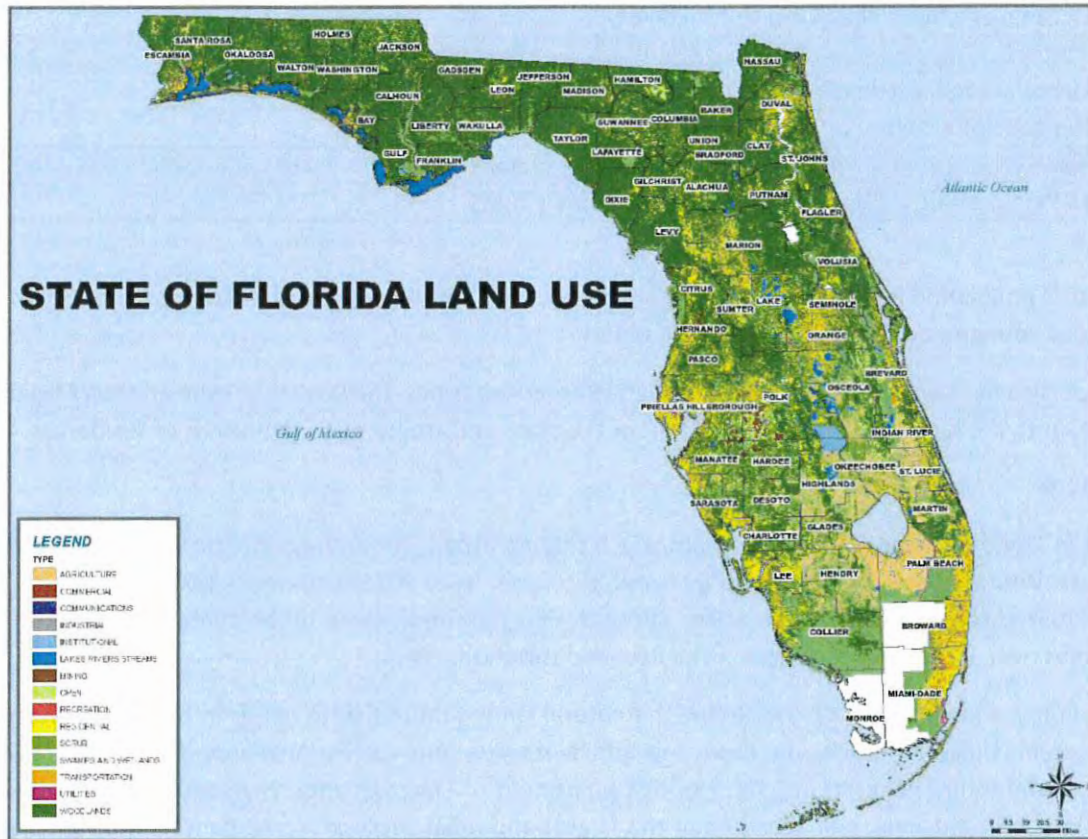 HOLMES
SANTA ROSA
JACKSON
ESCAMBIA
OKALOOSA
WALTON
WASHINGTON
GADSDEN
JEFFERSON
HAMILTON
NASSAU
CALHOUN
LEON
MADISON
BAKER
DUVAL
BAY
LIBERTY
WAKULLA
SUWANNEE
COLUMBIA
TAYLOR
UNION
CLAY
GULF
LAFAYETTE
BRADFORD
ST. JOHNS
FRANKLIN
GILCHRIST
ALACHUA
PUTNAM
Atlantic Ocean
DIXIE
FLAGLER
LEVY
MARION
VOLUSIA
STATE OF FLORIDA LAND USE
CITRUS
LAKE
SEMINOLE
SUMTER
HERNANDO
ORANGE
PASCO
BREVARD
OSCEOLA
POLK
PINELLAS
HILLSBOROUGH
Gulf of Mexico
INDIAN RIVER
MANATEE
HARDEE
OKEECHOBEE
ST. LUCIE
HIGHLANDS
SARASOTA
DESOTO
MARTIN
GLADES
CHARLOTTE
PALM BEACH
LEE
HENDRY
BROWARD
COLLIER
MIAMI-DADE
MONROE
LEGEND
TYPE
AGRICULTURE
COMMERCIAL
COMMUNICATIONS
INDUSTRIAL
INSTITUTIONAL
LAKES RIVERS STREAMS
MINING
OPEN
RECREATION
RESIDENTIAL
SCRUB
SWAMPS AND WETLANDS
TRANSPORTATION
UTILITIES
WOODLANDS